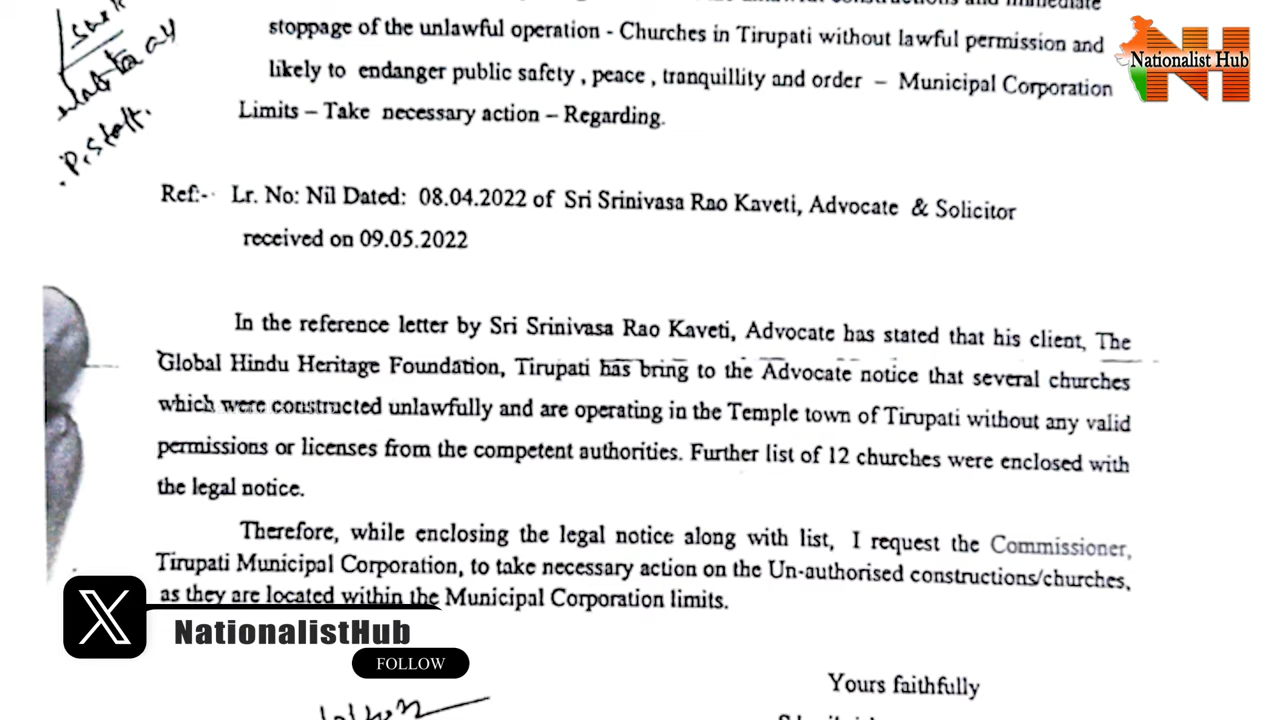 stoppage of the unlawful operation - Churches in Tirupati without lawful permission and
likely to endanger public safety , peace , tranquillity and order – Municipal Corporation
Limits – Take necessary action – Regarding.
Nationalist Hub
P. staff.
Ref:- Lr. No: Nil Dated: 08.04.2022 of Sri Srinivasa Rao Kaveti, Advocate & Solicitor
received on 09.05.2022
In the reference letter by Sri Srinivasa Rao Kaveti, Advocate has stated that his client, The
Global Hindu Heritage Foundation, Tirupati has bring to the Advocate notice that several churches
which were constructed unlawfully and are operating in the Temple town of Tirupati without any valid
permissions or licenses from the competent authorities. Further list of 12 churches were enclosed with
the legal notice.
Therefore, while enclosing the legal notice along with list, I request the Commissioner,
Tirupati Municipal Corporation, to take necessary action on the Un-authorised constructions/churches,
as they are located within the Municipal Corporation limits.
NationalistHub
FOLLOW
Yours faithfully